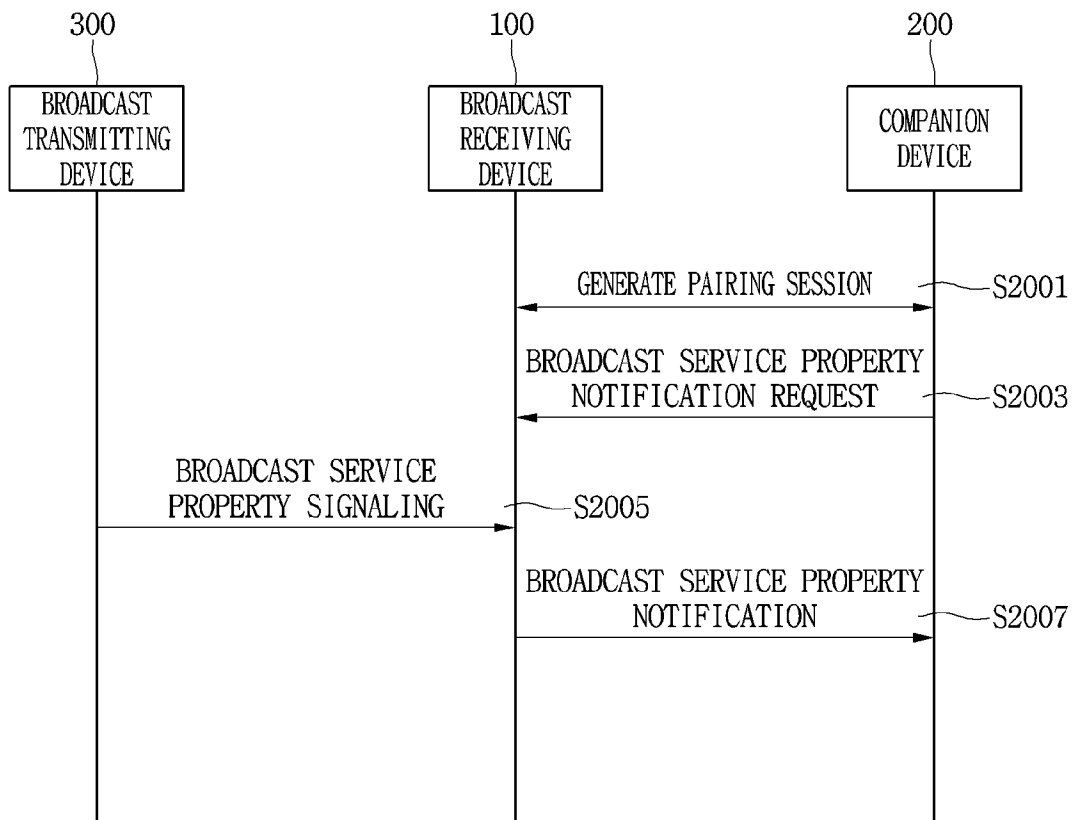 300
100
200
BROADCAST
TRANSMITTING
DEVICE
BROADCAST
RECEIVING
DEVICE
COMPANION
DEVICE
GENERATE PAIRING SESSION
S2001
BROADCAST SERVICE PROPERTY
NOTIFICATION REQUEST
S2003
BROADCAST SERVICE
PROPERTY SIGNALING
S2005
BROADCAST SERVICE PROPERTY
NOTIFICATION
S2007